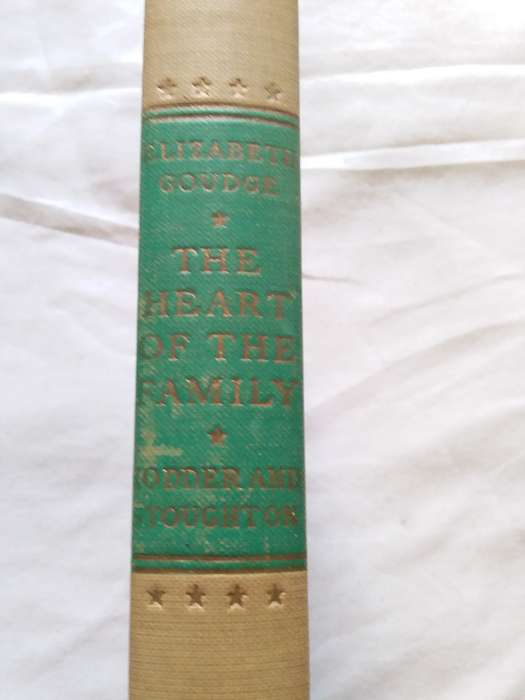 ELIZABETH
GOUDGE
THE
HEART
OF THE
FAMILY
HODDER AND
STOUGHTON